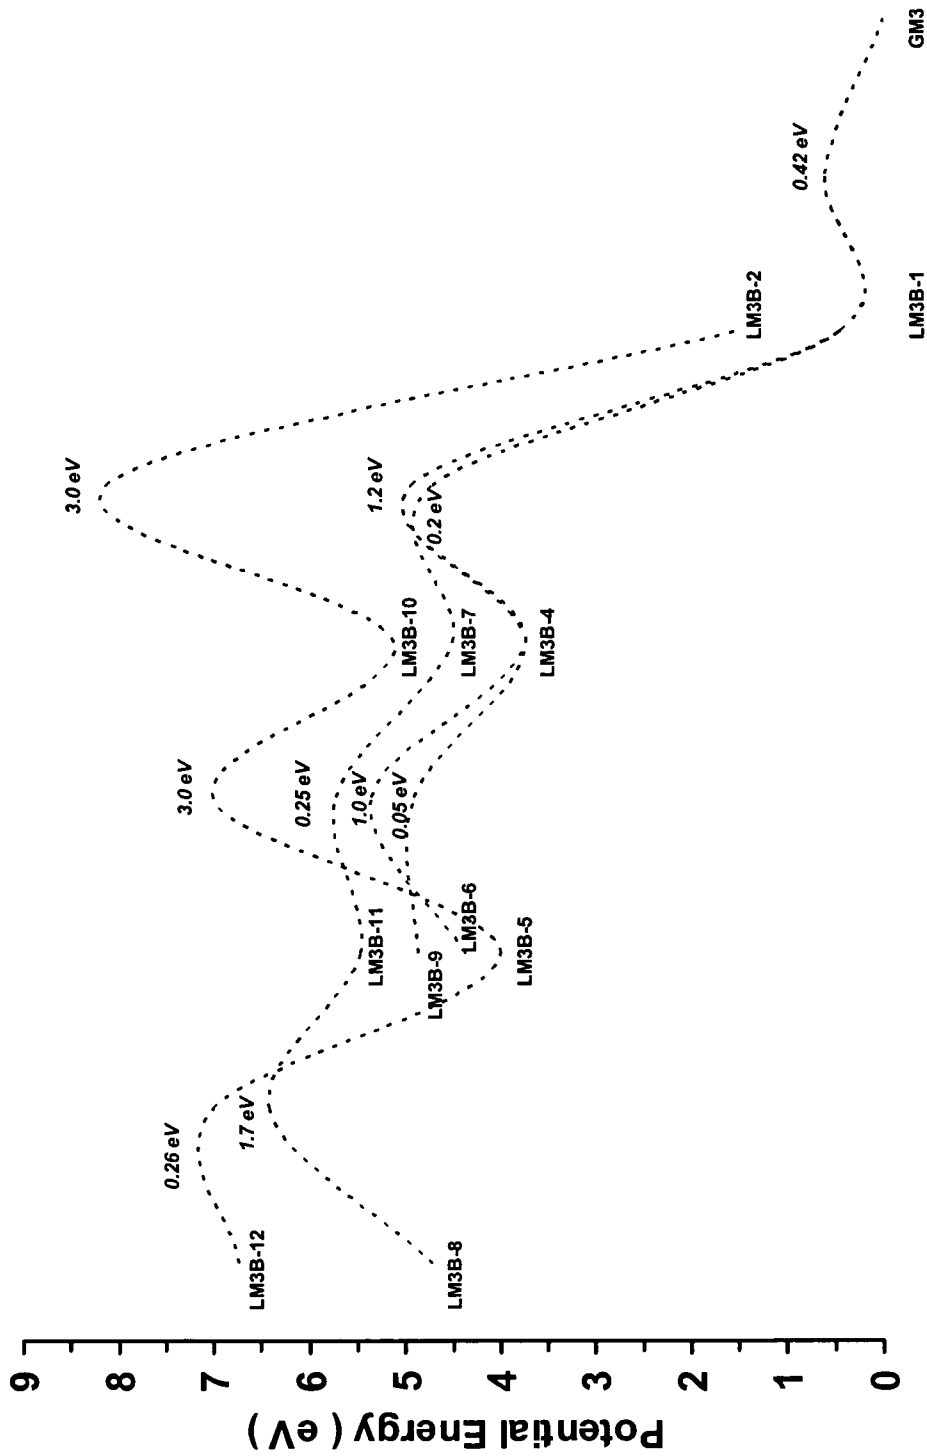 Potential Energy ( eV )
9
8
7
6
5
4
3
2
1
0
3.0 eV
3.0 eV
0.26 eV
1.7 eV
0.25 eV
1.0 eV
0.05 eV
1.2 eV
0.2 eV
0.42 eV
LM3B-12
LM3B-8
LM3B-11
LM3B-9
LM3B-6
LM3B-5
LM3B-10
LM3B-7
LM3B-4
LM3B-2
LM3B-1
GM3